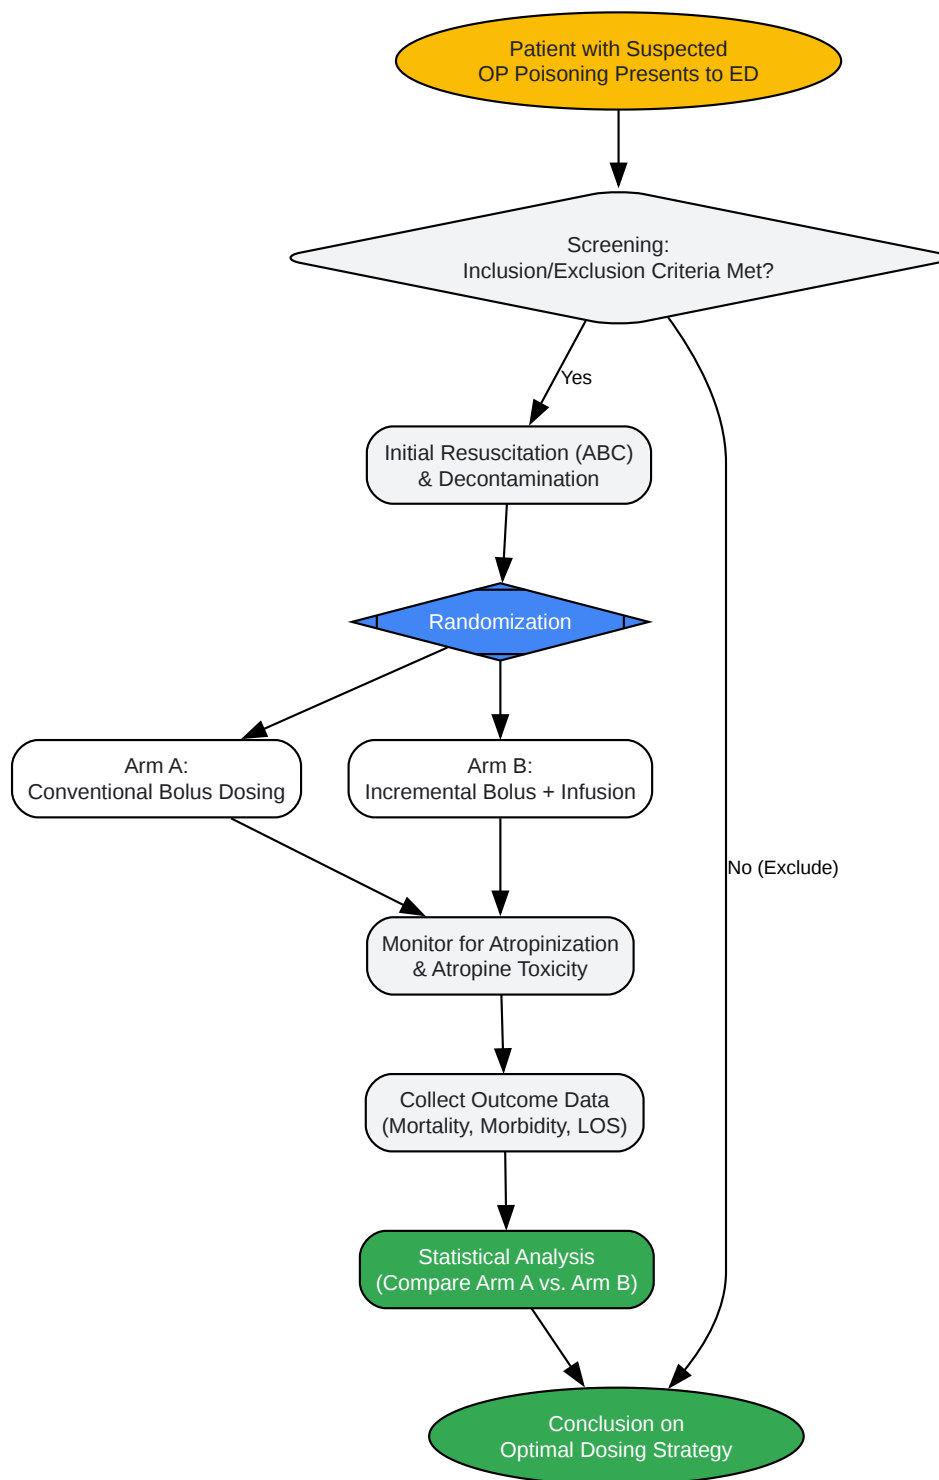 Patient with Suspected
OP Poisoning Presents to ED
Screening:
Inclusion/Exclusion Criteria Met?
Yes
Initial Resuscitation (ABC)
& Decontamination
Randomization
Arm A:
Conventional Bolus Dosing
Arm B:
Incremental Bolus + Infusion
No (Exclude)
Monitor for Atropinization
& Atropine Toxicity
Collect Outcome Data
(Mortality, Morbidity, LOS)
Statistical Analysis
(Compare Arm A vs. Arm B)
Conclusion on
Optimal Dosing Strategy